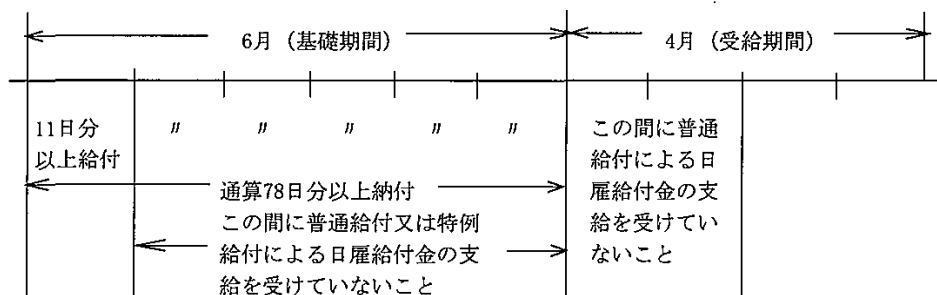 6月（基礎期間）
4月（受給期間）
11日分
以上給付
〃
〃
〃
〃
〃
通算78日分以上納付
この間に普通給付又は特例
給付による日雇給付金の支
給を受けていないこと
この間に普通
給付による日
雇給付金の支
給を受けてい
ないこと